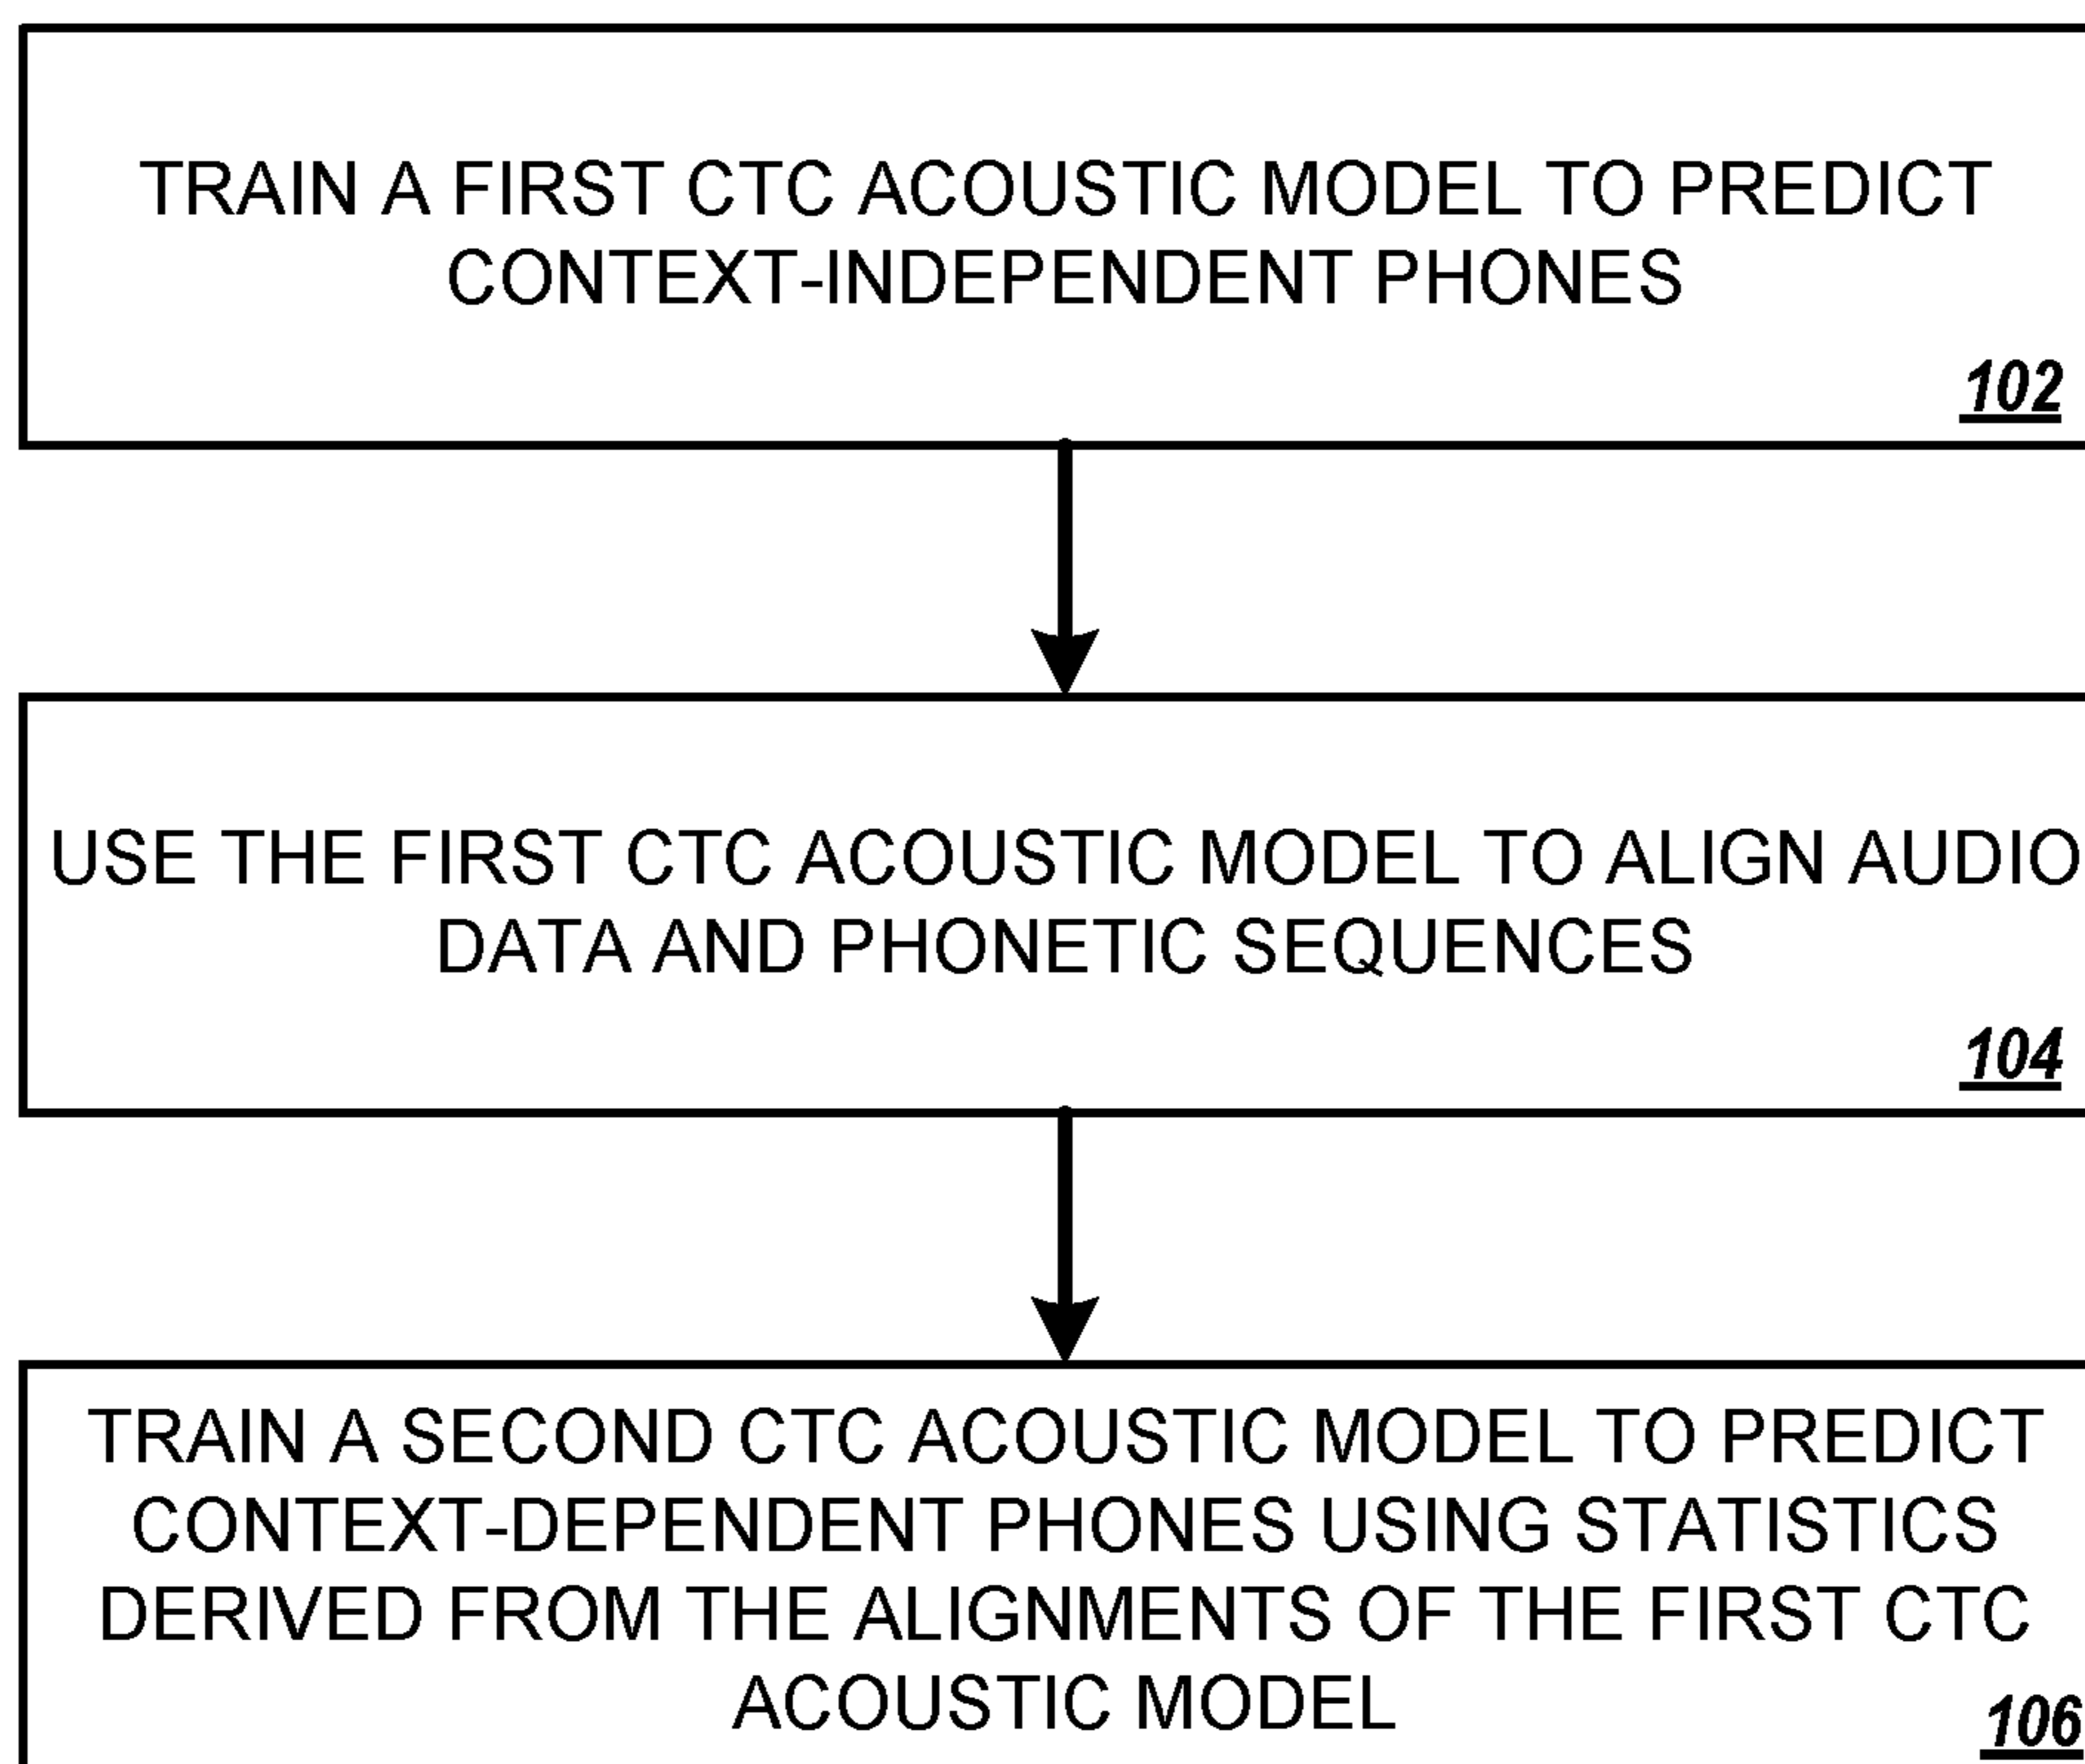 TRAIN A FIRST CTC ACOUSTIC MODEL TO PREDICT
CONTEXT-INDEPENDENT PHONES
102
USE THE FIRST CTC ACOUSTIC MODEL TO ALIGN AUDIO
DATA AND PHONETIC SEQUENCES
104
TRAIN A SECOND CTC ACOUSTIC MODEL TO PREDICT
CONTEXT-DEPENDENT PHONES USING STATISTICS
DERIVED FROM THE ALIGNMENTS OF THE FIRST CTC
ACOUSTIC MODEL
106